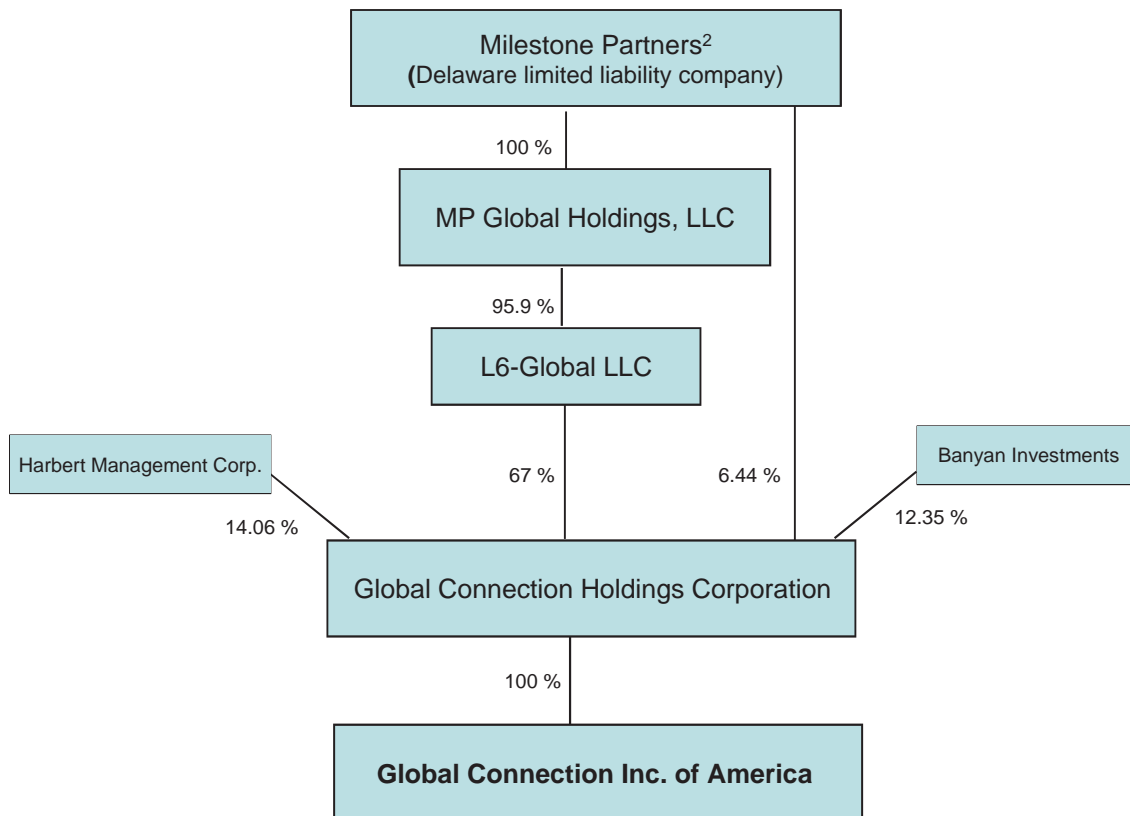 Milestone Partners²
(Delaware limited liability company)
100 %
MP Global Holdings, LLC
95.9 %
L6-Global LLC
Harbert Management Corp.
Banyan Investments
67 %
6.44 %
14.06 %
12.35 %
Global Connection Holdings Corporation
100 %
Global Connection Inc. of America